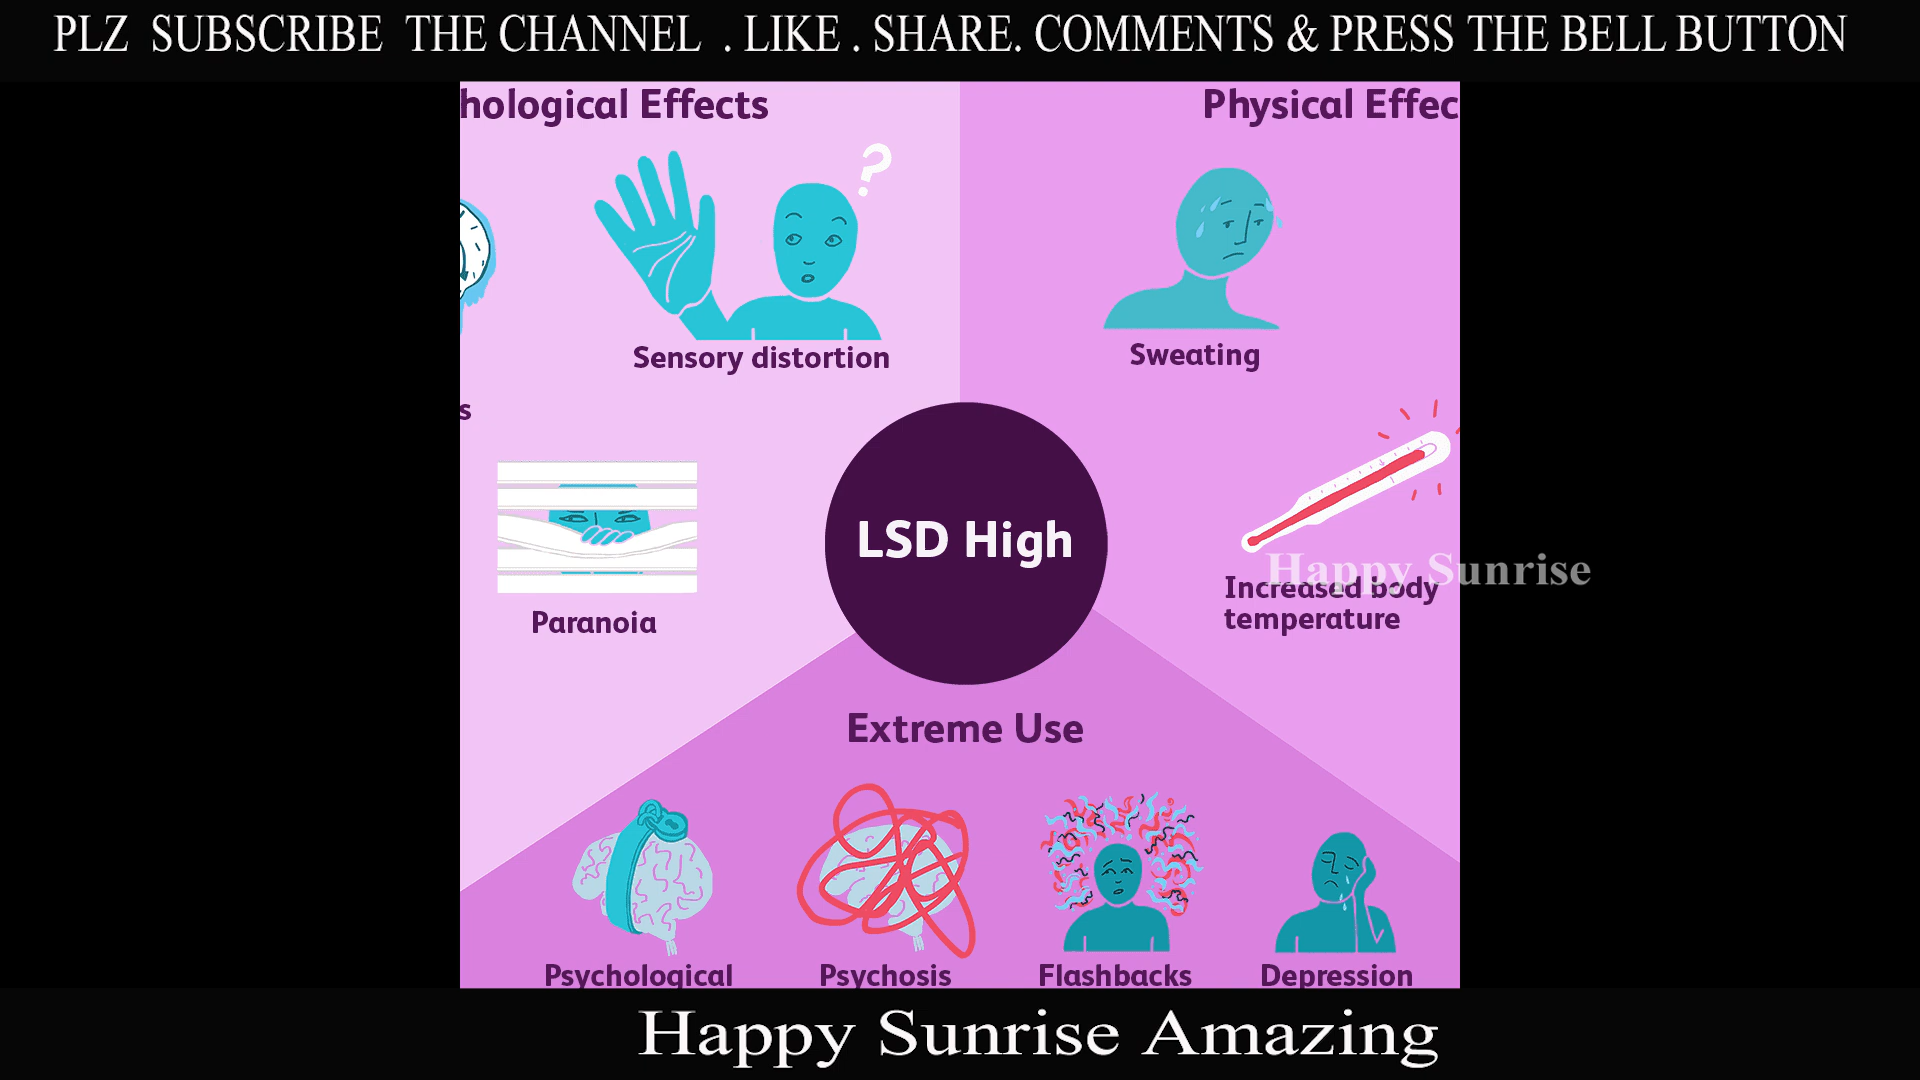 PLZ SUBSCRIBE THE CHANNEL . LIKE . SHARE. COMMENTS & PRESS THE BELL BUTTON
hological Effects
Physical Effec
?
Sensory distortion
Sweating
s
LSD High
Paranoia
Happy Sunrise
Increased body
temperature
Extreme Use
Psychological
Psychosis
Flashbacks
Depression
Happy Sunrise Amazing